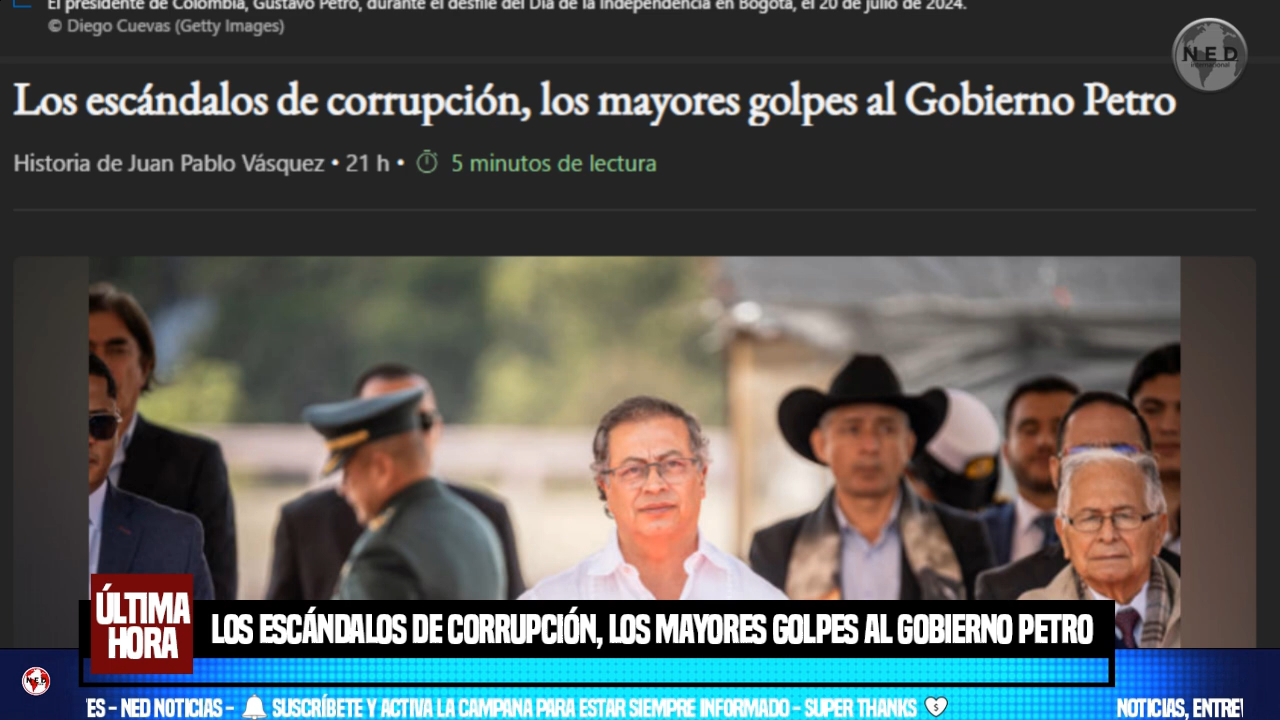 El presidente de Colombia, Gustavo Petro, durante el desfile del Día de la Independencia en Bogotá, el 20 de julio de 2024.
© Diego Cuevas (Getty Images)
NED
international
Los escándalos de corrupción, los mayores golpes al Gobierno Petro
Historia de Juan Pablo Vásquez • 21 h • 5 minutos de lectura
ÚLTIMA
HORA
LOS ESCÁNDALOS DE CORRUPCIÓN, LOS MAYORES GOLPES AL GOBIERNO PETRO
NED
ES - NED NOTICIAS - 🔔 SUSCRÍBETE Y ACTIVA LA CAMPANA PARA ESTAR SIEMPRE INFORMADO - SUPER THANKS NOTICIAS, ENTRE